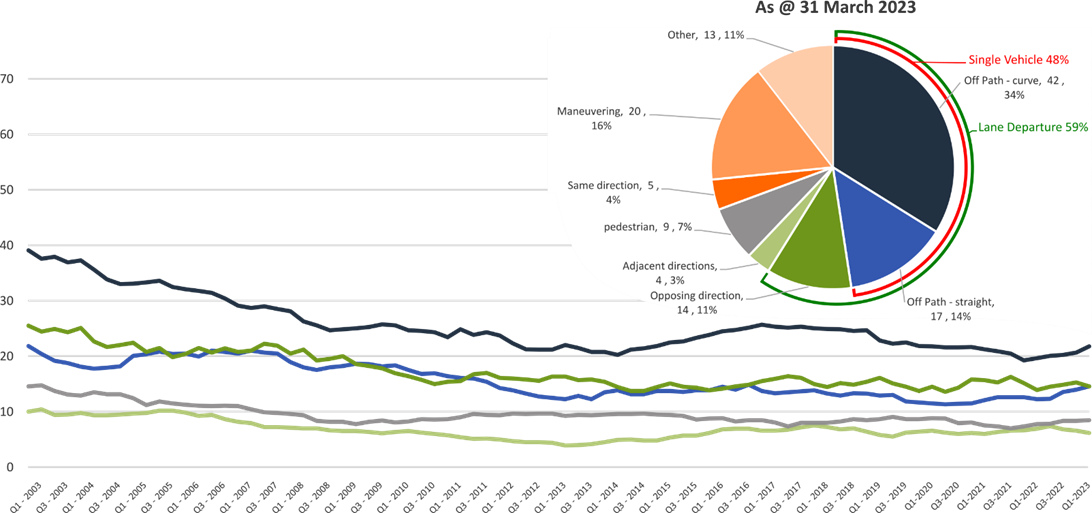 As @ 31 March 2023
Other, 13 , 11%
Single Vehicle 48%
Off Path - curve, 42 ,
34%
Maneuvering, 20 ,
16%
Lane Departure 59%
Same direction, 5 ,
4%
pedestrian, 9 , 7%
Adjacent directions,
4 , 3%
Opposing direction,
14 , 11%
Off Path - straight,
17 , 14%
70
60
50
40
30
20
10
0
Q1 - 2003
Q3 - 2003
Q1 - 2004
Q3 - 2004
Q1 - 2005
Q3 - 2005
Q1 - 2006
Q3 - 2006
Q1 - 2007
Q3 - 2007
Q1 - 2008
Q3 - 2008
Q1 - 2009
Q3 - 2009
Q1 - 2010
Q3 - 2010
Q1 - 2011
Q3 - 2011
Q1 - 2012
Q3 - 2012
Q1 - 2013
Q3 - 2013
Q1 - 2014
Q3 - 2014
Q1 - 2015
Q3 - 2015
Q1 - 2016
Q3 - 2016
Q1 - 2017
Q3 - 2017
Q1 - 2018
Q3 - 2018
Q1 - 2019
Q3 - 2019
Q1 - 2020
Q3 - 2020
Q1 - 2021
Q3-2021
Q1 - 2022
Q3-2022
Q1-2023